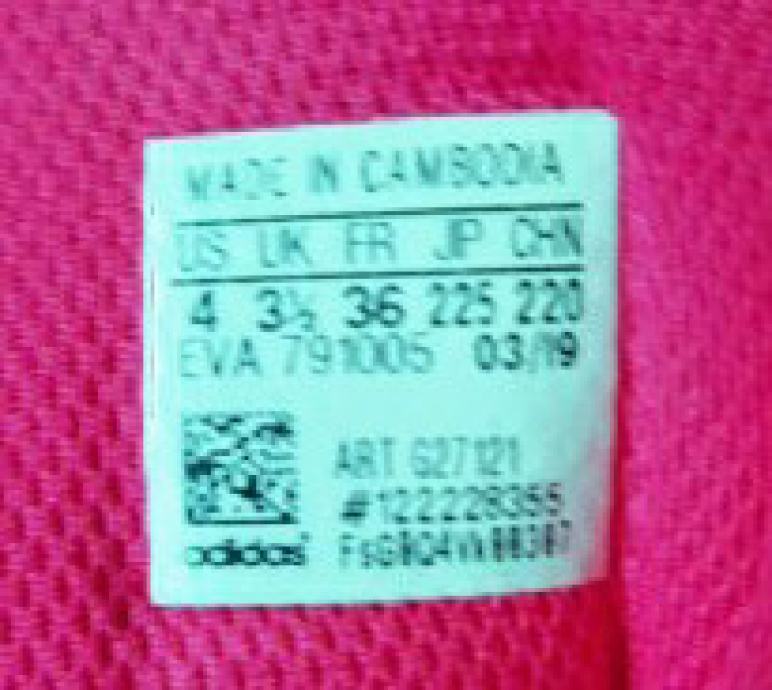 MADE IN CAMBODIA
US UK FR JP CHN
4 3½ 36 225 220
EVA 791005 03/19
ART G27121
#122228355
adidas